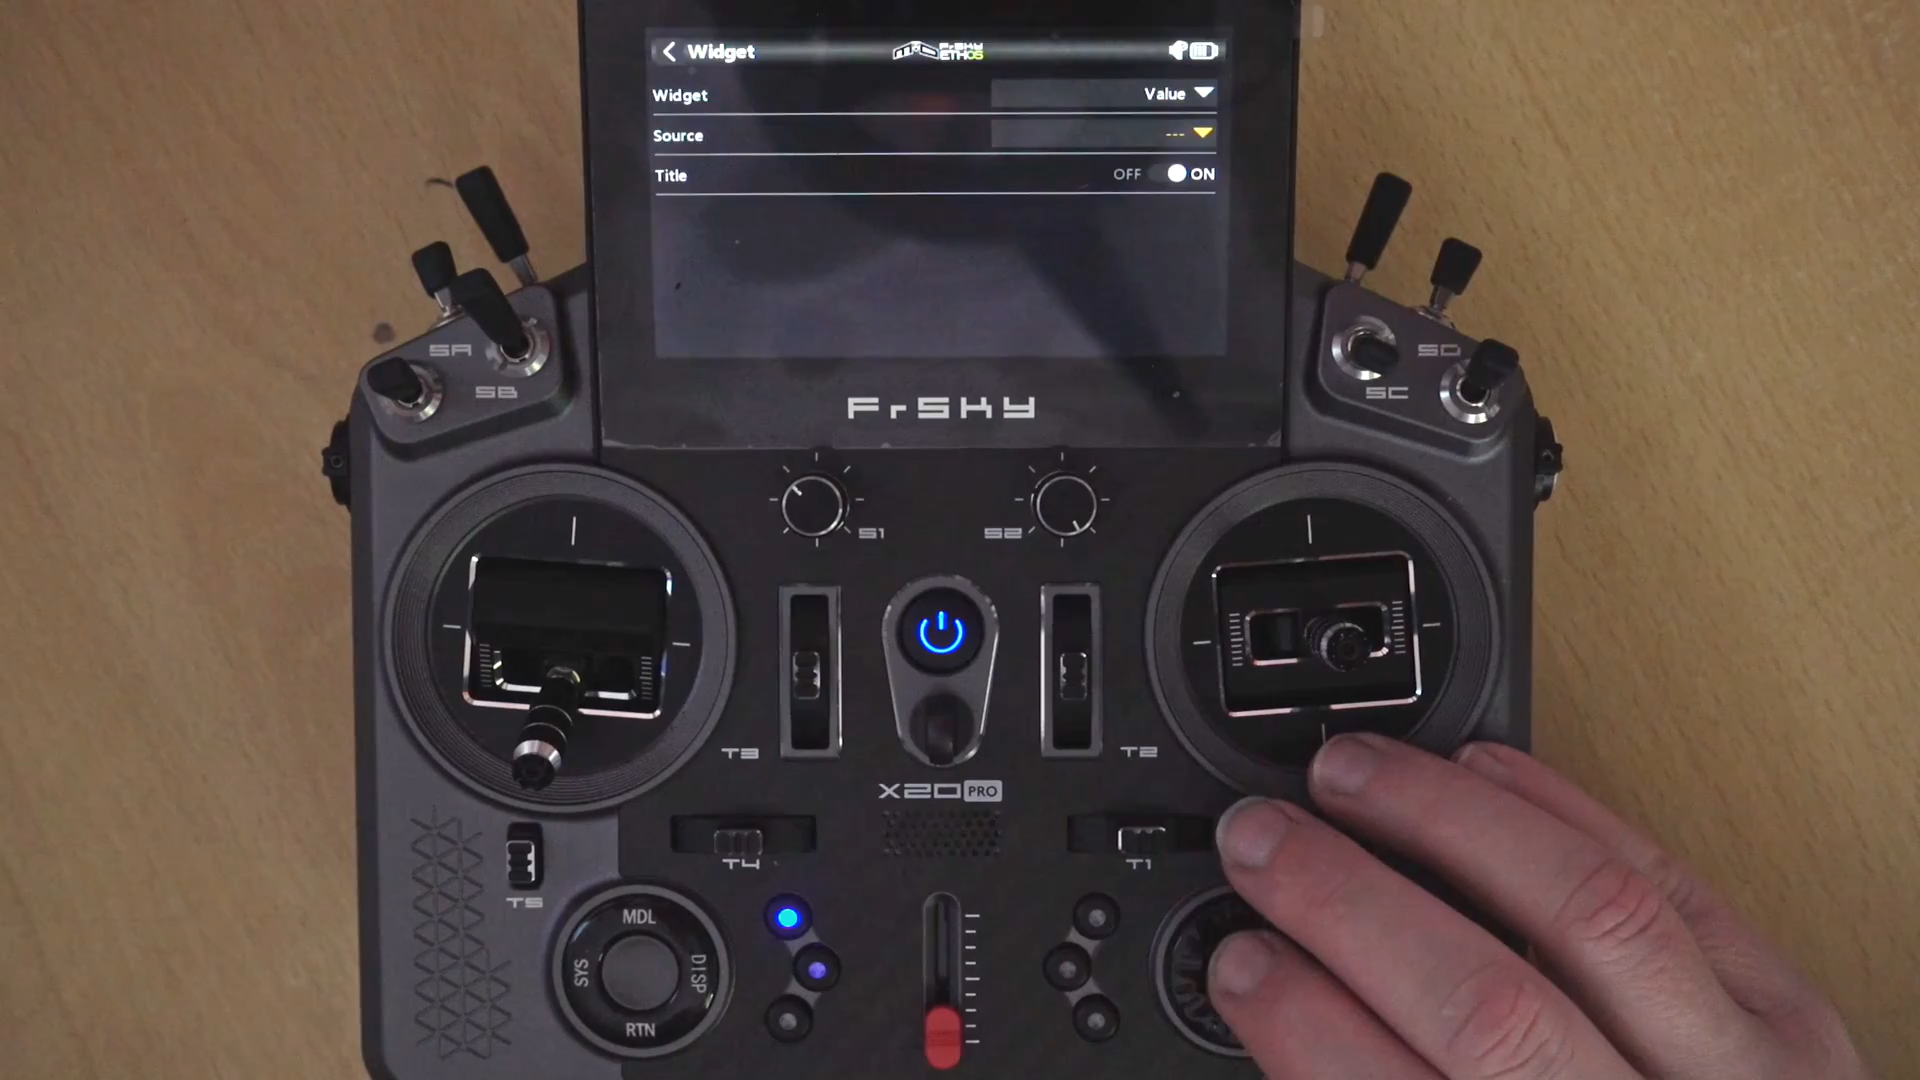 Widget
FrSKY
ETHOS
Widget Value
Source ---
Title OFF ON
SA
SB
SD
SC
FrSKY
S1
S2
T3
T2
X20 PRO
T4
T1
T5
MDL
SYS
DISP
RTN